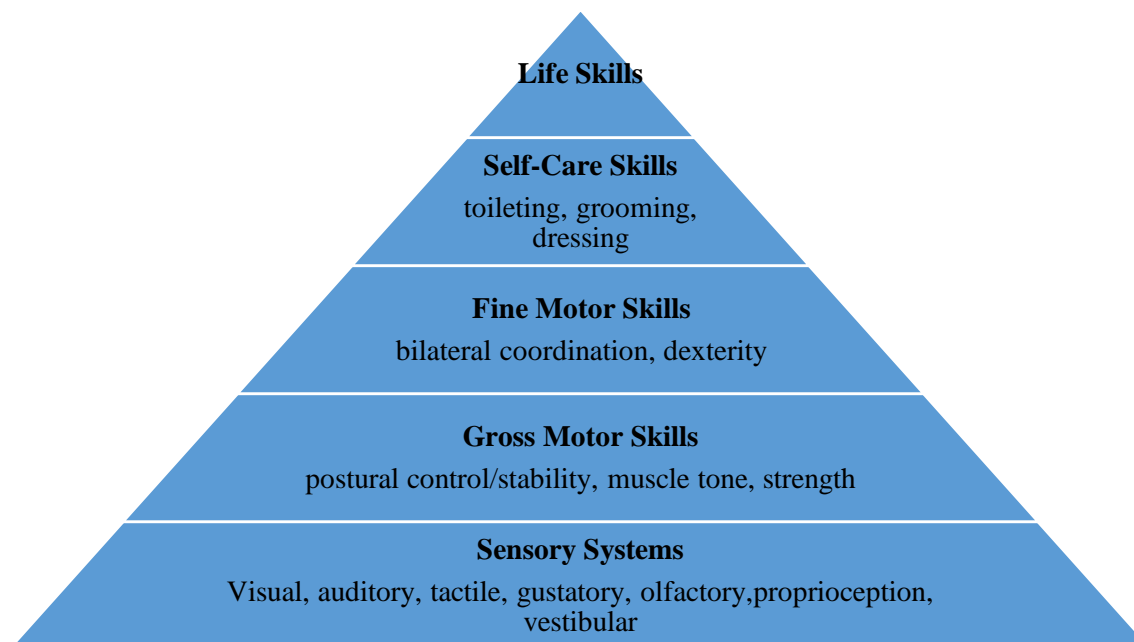 Life Skills
Self-Care Skills
toileting, grooming,
dressing
Fine Motor Skills
bilateral coordination, dexterity
Gross Motor Skills
postural control/stability, muscle tone, strength
Sensory Systems
Visual, auditory, tactile, gustatory, olfactory,proprioception,
vestibular